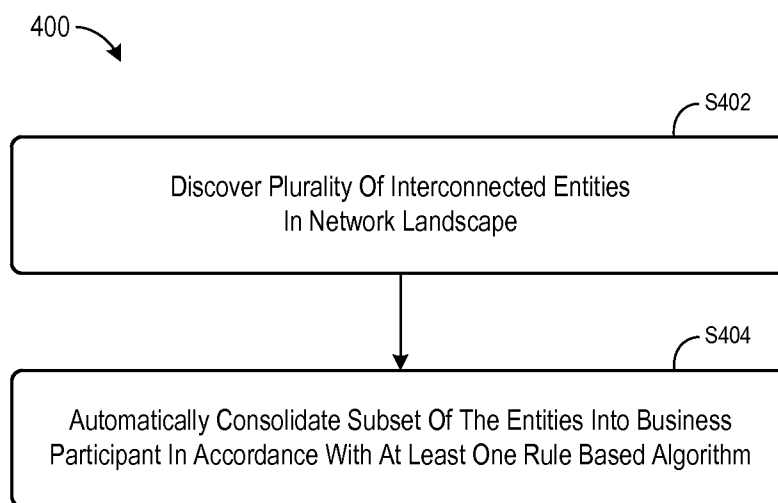 400
S402
Discover Plurality Of Interconnected Entities
In Network Landscape
S404
Automatically Consolidate Subset Of The Entities Into Business
Participant In Accordance With At Least One Rule Based Algorithm